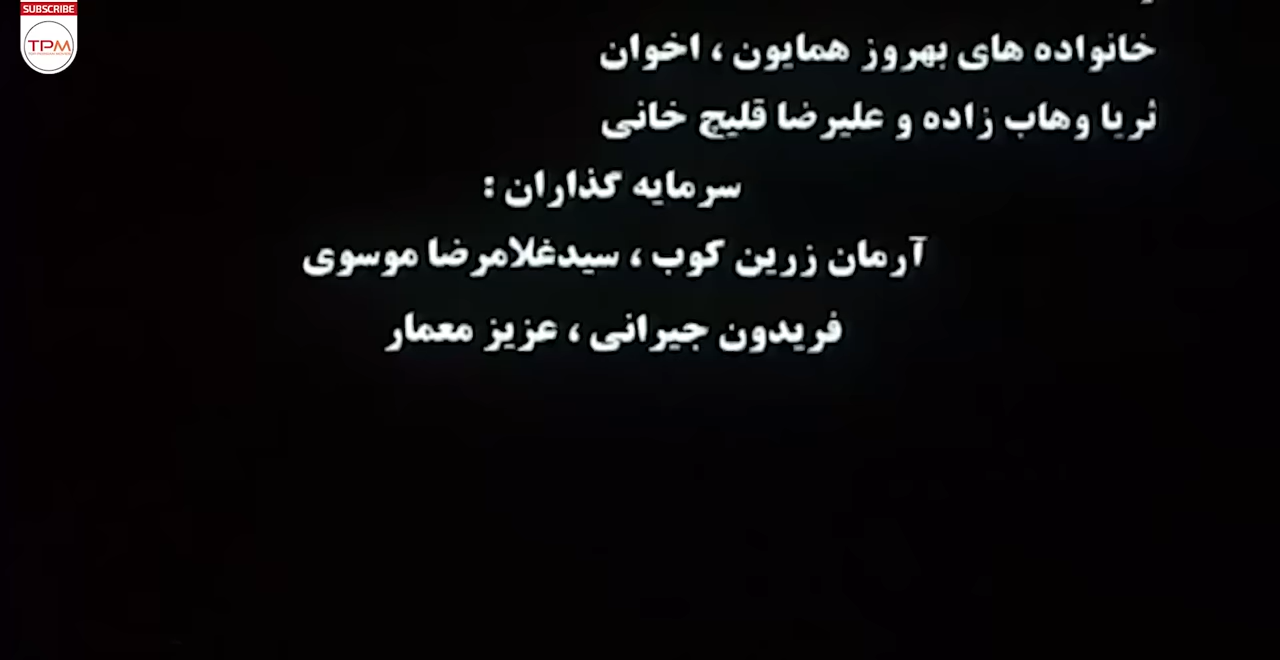 SUBSCRIBE
TPM
خانواده های بهروز همایون ، اخوان
ثریا وهاب زاده و علیرضا قلیچ خانی
سرمایه گذاران :
آرمان زرین کوب ، سیدغلامرضا موسوی
فریدون جیرانی ، عزیز معمار